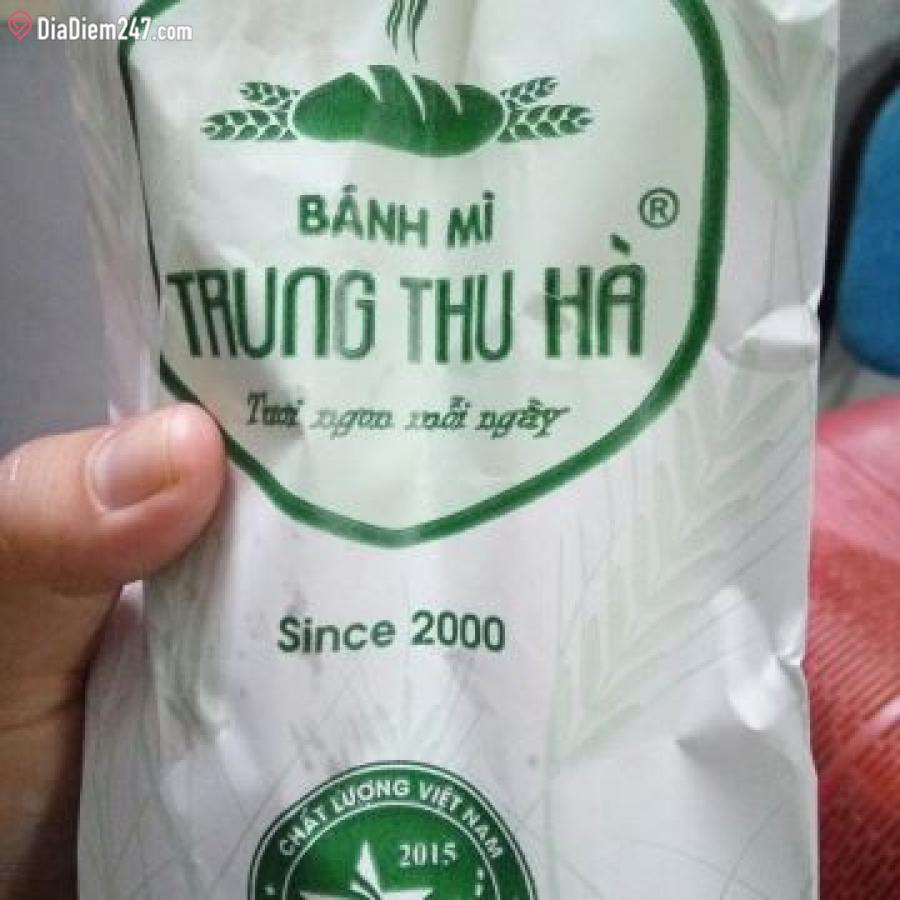 DiaDiem247.com
BÁNH MÌ
®
TRUNG THU HÀ
Tươi ngon mỗi ngày
Since 2000
CHẤT LƯỢNG VIỆT NAM
2015